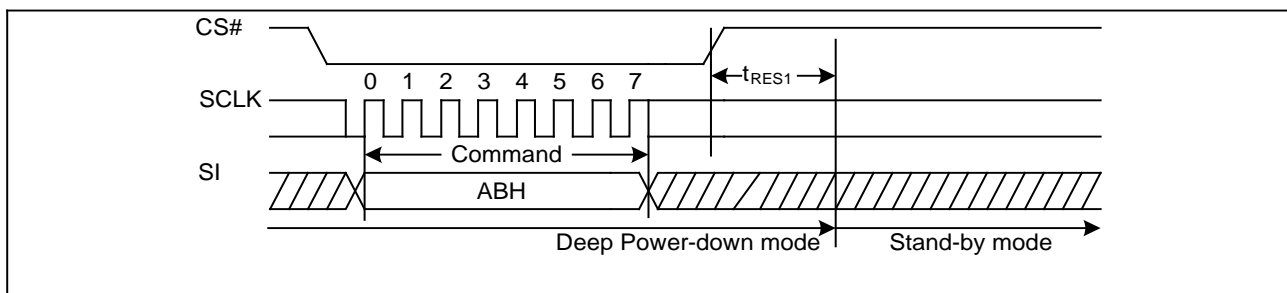 CS#
tRES1
0 1 2 3 4 5 6 7
SCLK
Command
SI
ABH
Deep Power-down mode Stand-by mode